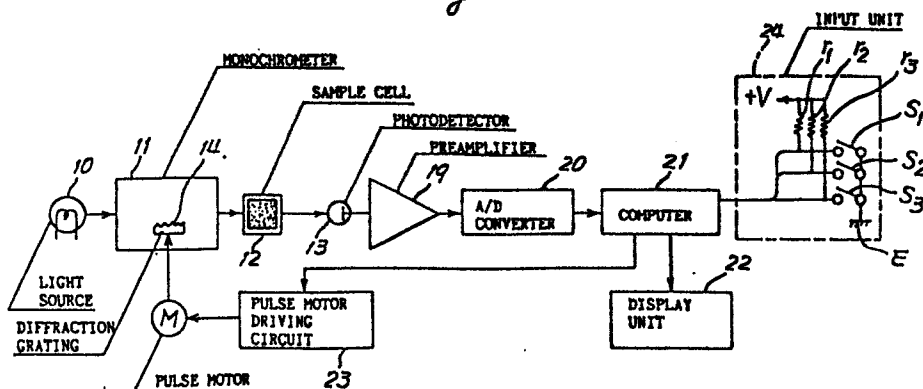 g
INPUT UNIT
24
r1
r2
r3
MONOCHROMETER
+V
SAMPLE CELL
S1
PHOTODETECTOR
PREAMPLIFIER
S2
11
14
20
21
S3
10
19
A/D
CONVERTER
COMPUTER
12
13
E
22
LIGHT
SOURCE
M
PULSE MOTOR
DRIVING
CIRCUIT
DISPLAY
UNIT
DIFFRACTION
GRATING
23
PULSE MOTOR